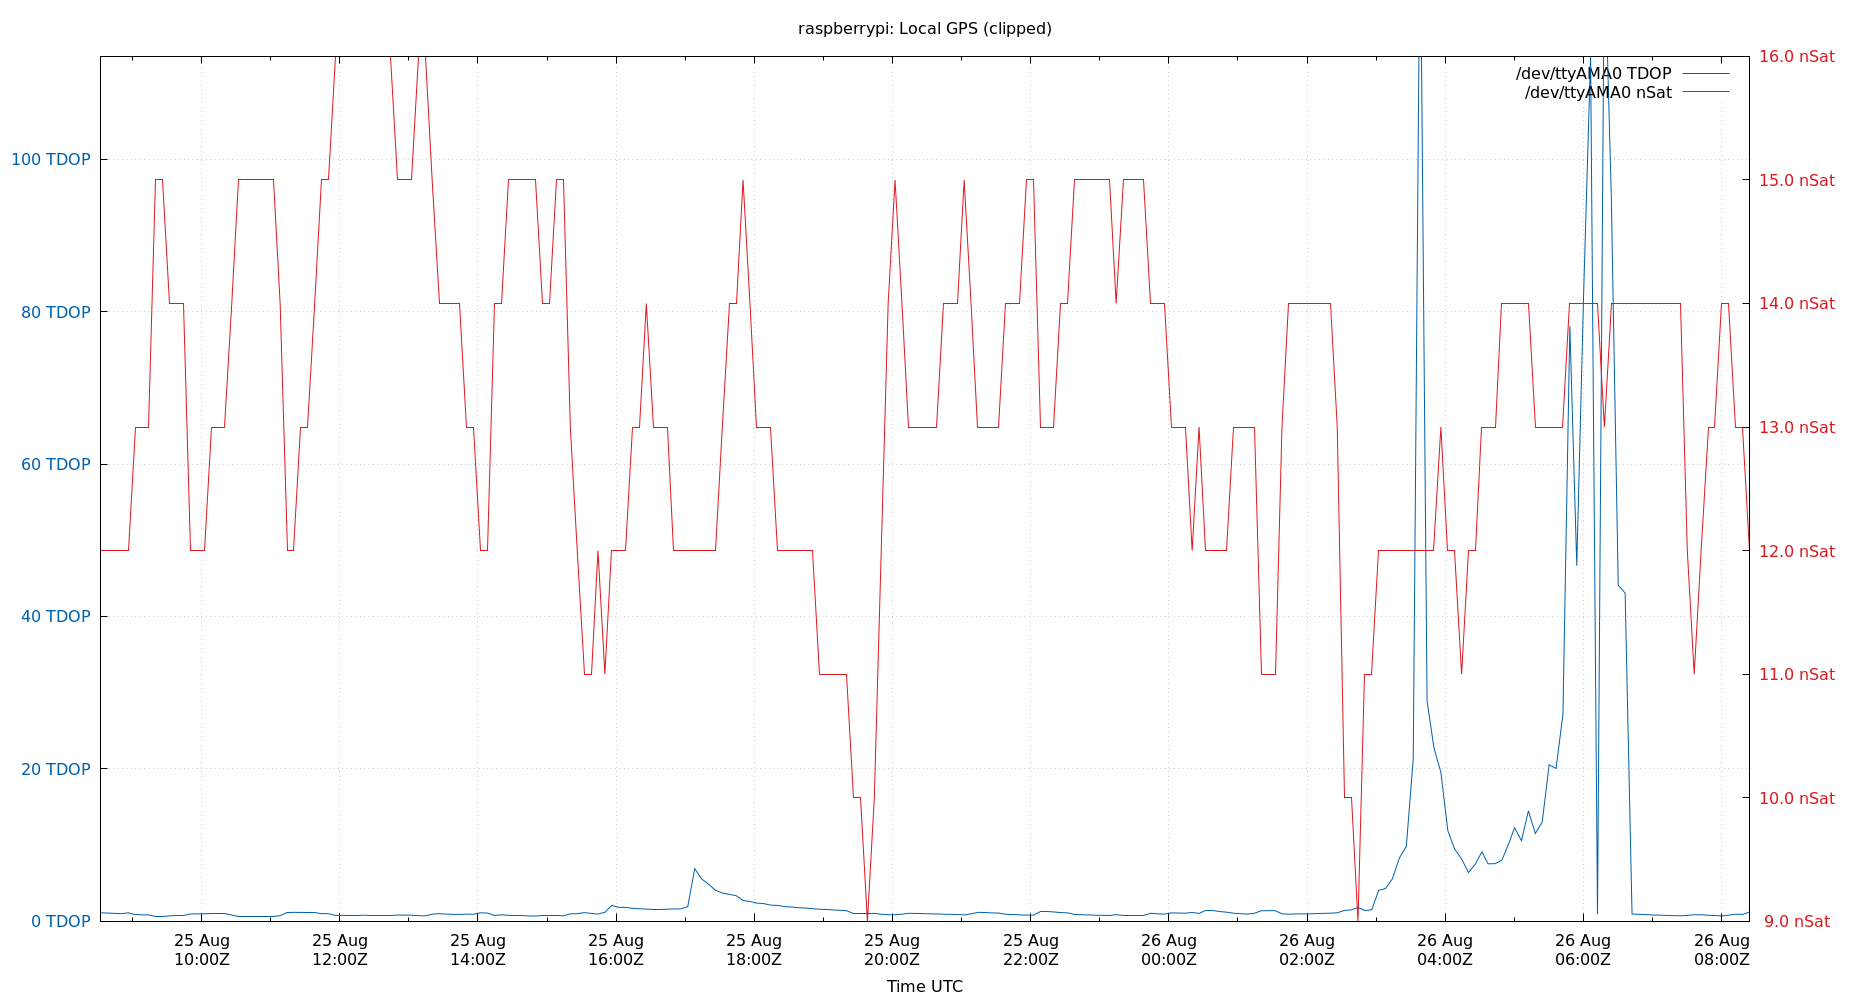 raspberrypi: Local GPS (clipped)
/dev/ttyAMA0 TDOP
/dev/ttyAMA0 nSat
100 TDOP
80 TDOP
60 TDOP
40 TDOP
20 TDOP
0 TDOP
16.0 nSat
15.0 nSat
14.0 nSat
13.0 nSat
12.0 nSat
11.0 nSat
10.0 nSat
9.0 nSat
25 Aug 25 Aug 25 Aug 25 Aug 25 Aug 25 Aug 25 Aug 26 Aug 26 Aug 26 Aug 26 Aug 26 Aug
10:00Z 12:00Z 14:00Z 16:00Z 18:00Z 20:00Z 22:00Z 00:00Z 02:00Z 04:00Z 06:00Z 08:00Z
Time UTC